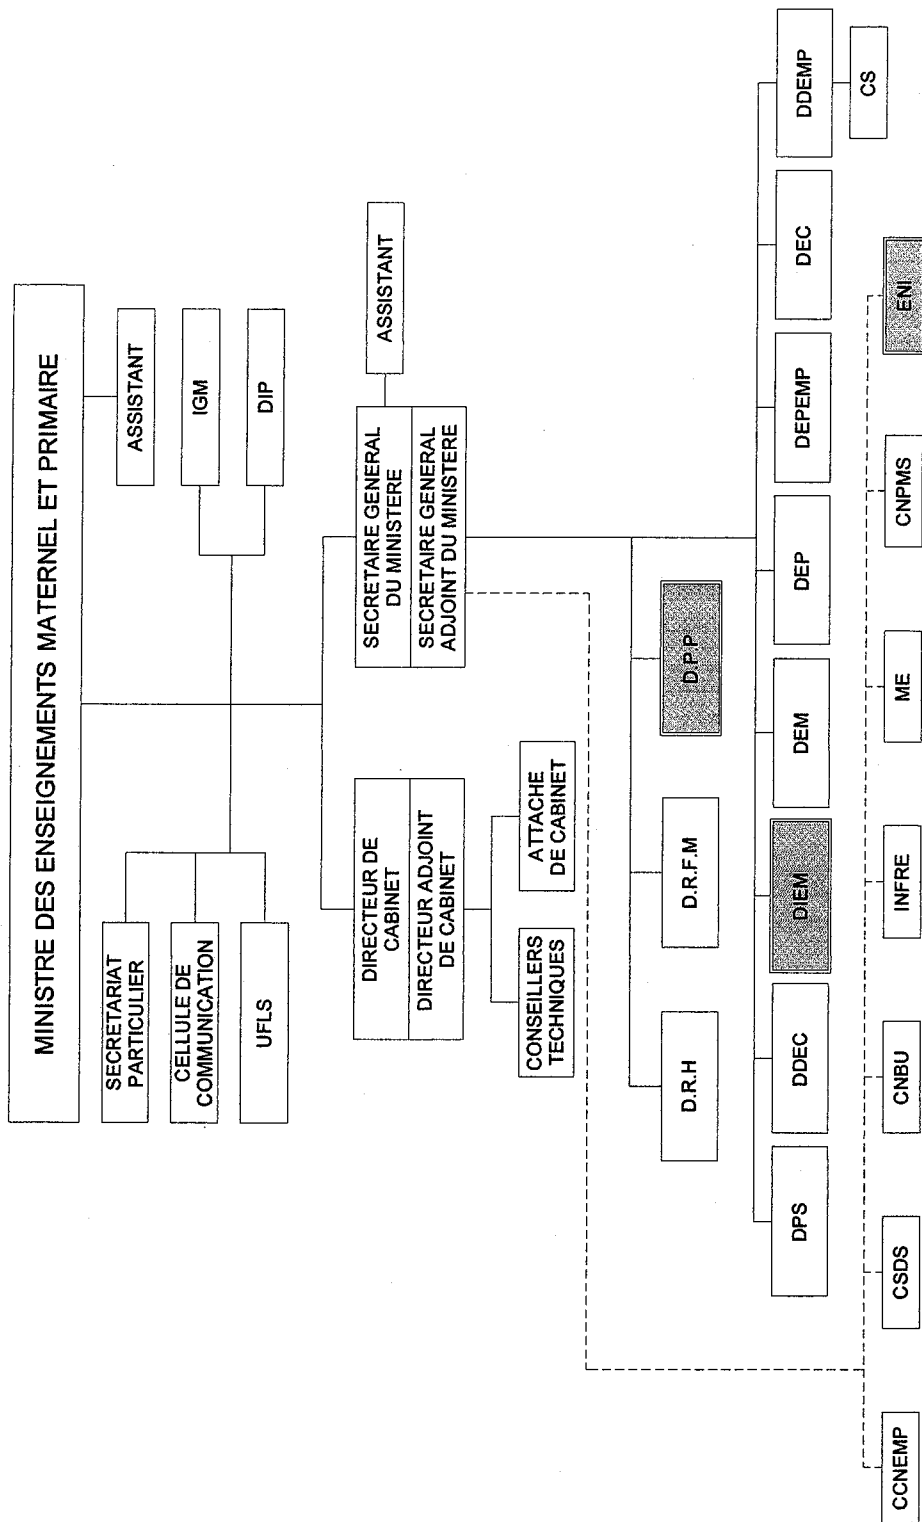 MINISTRE DES ENSEIGNEMENTS MATERNEL ET PRIMAIRE
SECRETARIAT
PARTICULIER
ASSISTANT
CELLULE DE
COMMUNICATION
IGM
UFLS
DIP
DIRECTEUR DE
CABINET
DIRECTEUR ADJOINT
DE CABINET
SECRETAIRE GENERAL
DU MINISTERE
SECRETAIRE GENERAL
ADJOINT DU MINISTERE
ASSISTANT
CONSEILLERS
TECHNIQUES
ATTACHE
DE CABINET
D.R.H
D.R.F.M
D.P.P
DPS
DDEC
DIEM
DEM
DEP
DEPEMP
DEC
DDEMP
CS
CCNEMP
CSDS
CNBU
INFRE
ME
CNPMS
ENI